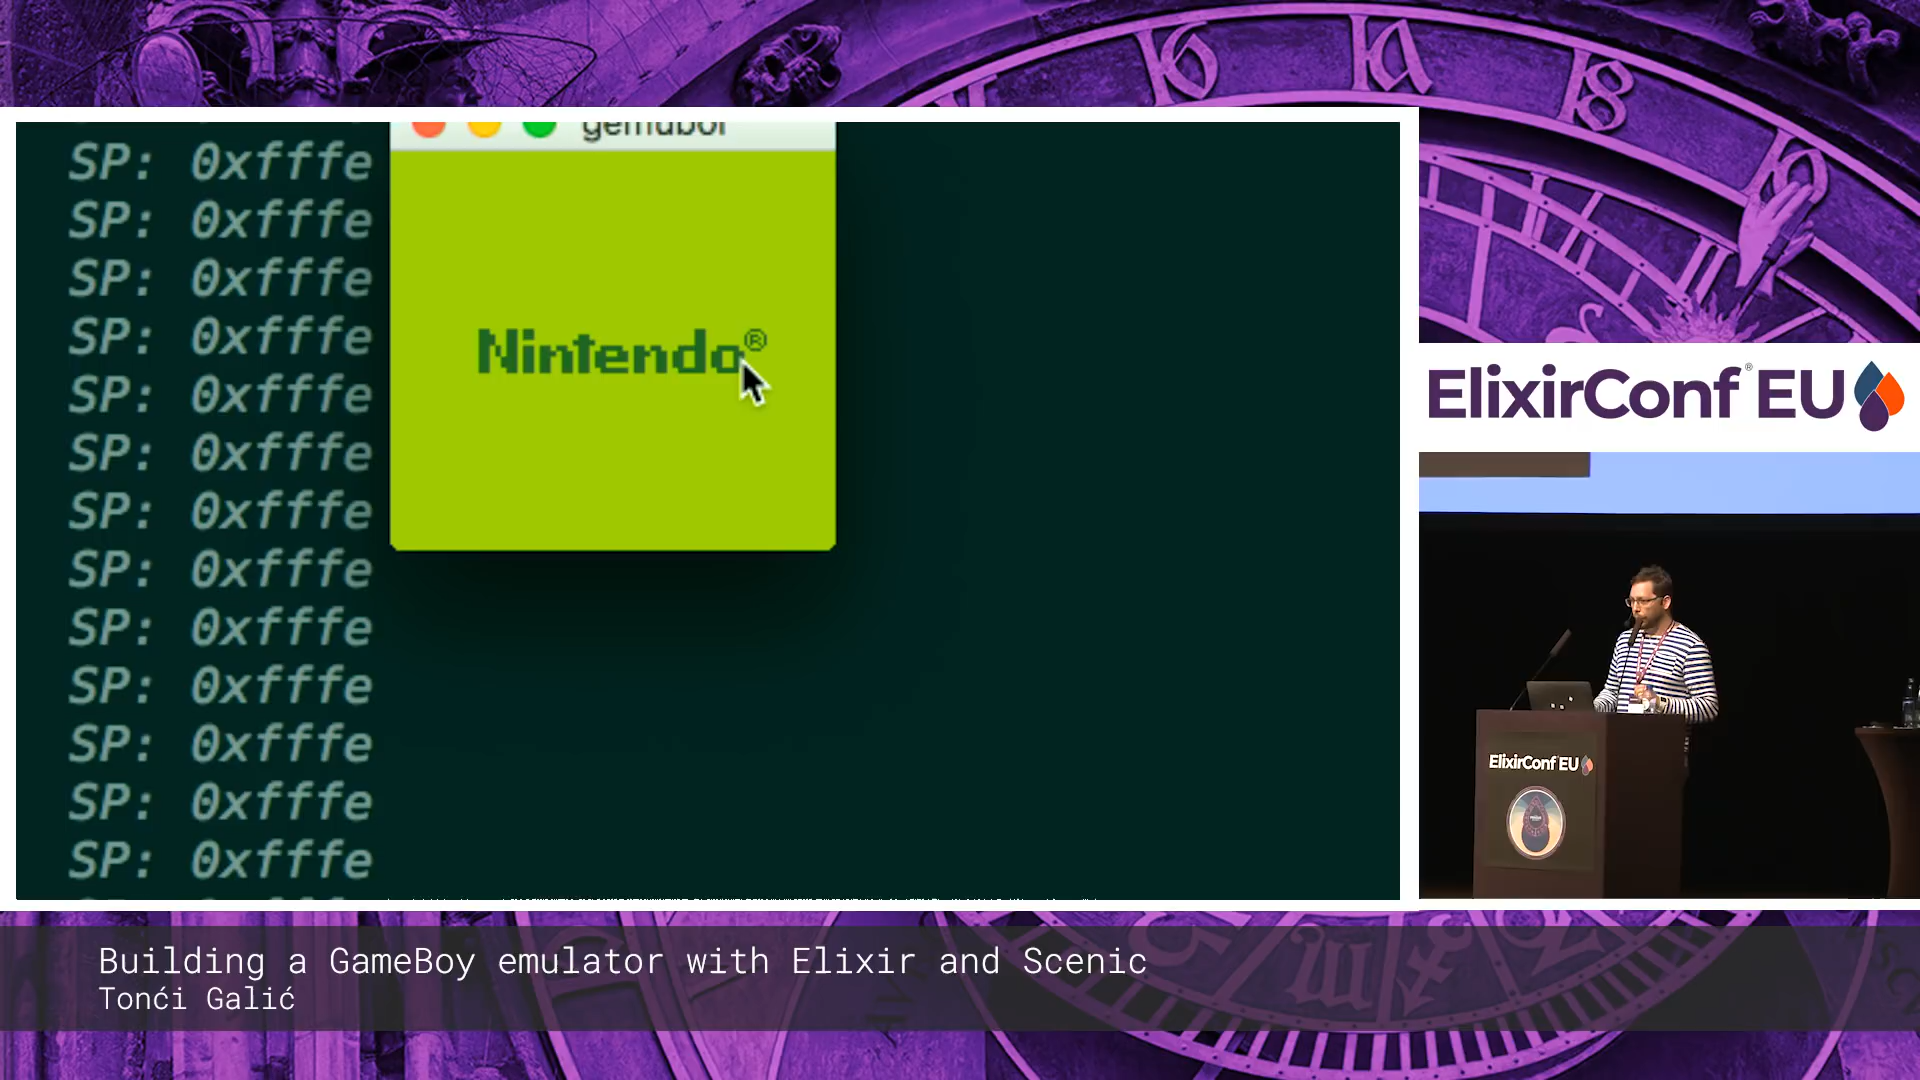 SP: 0xfffe
SP: 0xfffe
SP: 0xfffe
SP: 0xfffe
SP: 0xfffe
SP: 0xfffe
SP: 0xfffe
SP: 0xfffe
SP: 0xfffe
SP: 0xfffe
SP: 0xfffe
SP: 0xfffe
SP: 0xfffe
Nintendo®
ElixirConf® EU
ElixirConf EU
Building a GameBoy emulator with Elixir and Scenic
Tonći Galić